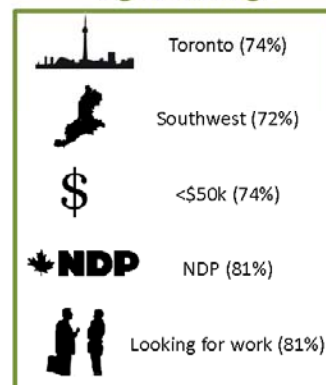 Toronto (74%)
Southwest (72%)
$ <$50k (74%)
NDP NDP (81%)
Looking for work (81%)